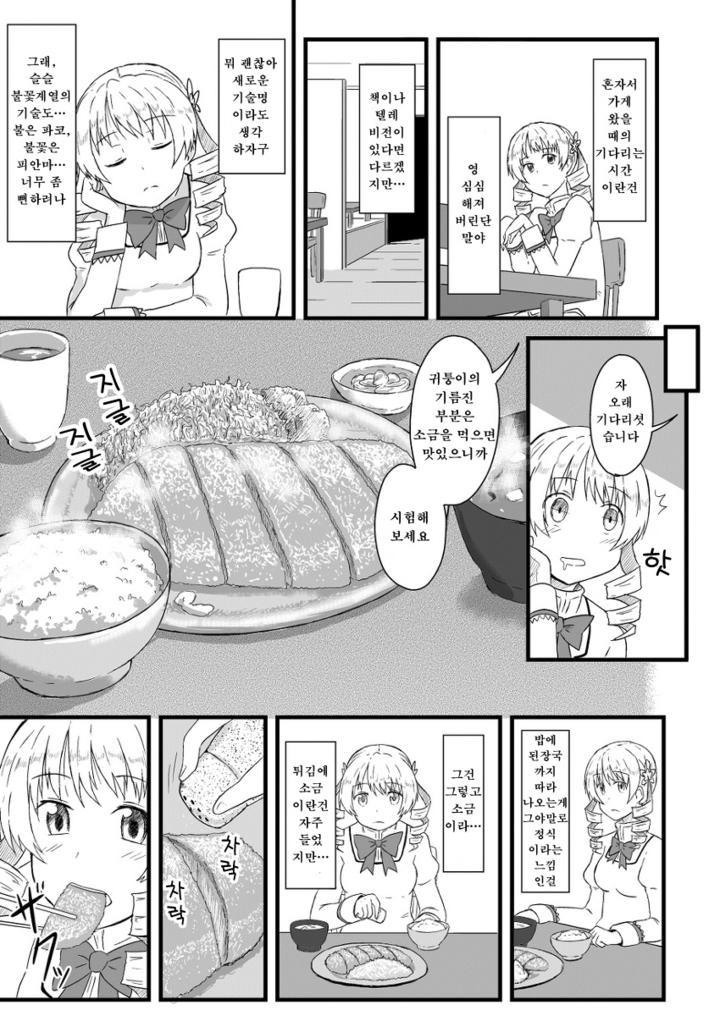 혼자서
가게
왔을
때의
기다리는
시간
이란건
영
심심
해져
버린단
말야
책이나
텔레
비전이
있다면
다르겠
지만…
뭐 괜찮아
새로운
기술명
이라도
생각
하자구
그래,
슬슬
불꽃계열의
기술도…
불은 파코,
불꽃은
피안마…
너무 좀
뻔하려나
자
오래
기다리셧
습니다
핫
귀퉁이의
기름진
부분은
소금을 먹으면
맛있으니까
시험해
보세요
지글
지글
밥에
된장국
까지
따라
나오는게
그야말로
정식
이라는
느낌
인걸
그건
그렇고
소금
이라…
튀김에
소금
이란건
자주
들었
지만…
차락
차락
ザクッ